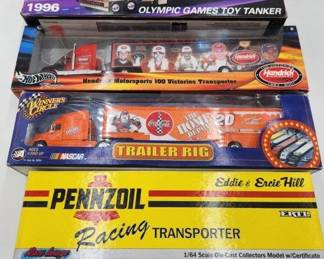 1996 OLYMPIC GAMES TOY TANKER
Hot Wheels
Hendrick Motorsports 100 Victories Transporter
Hendrick
WINNER'S CIRCLE
THE HOME 20
NASCAR
TRAILER RIG
PENNZOIL
Eddie & Ercie Hill
ERTL
Racing TRANSPORTER
1/64 Scale Die-Cast Collectors Model w/Certificate